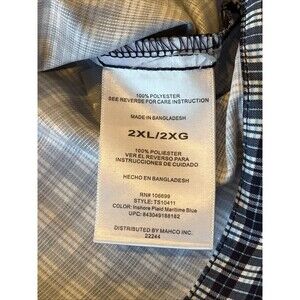 100% POLYESTER
SEE REVERSE FOR CARE INSTRUCTION
MADE IN BANGLADESH
2XL/2XG
100% POLIESTER
VER EL REVERSO PARA
INSTRUCCIONES DE CUIDADO
HECHO EN BANGLADESH
RN# 106699
STYLE: TS10411
COLOR: Inshore Plaid Maritime Blue
UPC: 843049188182
DISTRIBUTED BY MAHCO INC.
22244